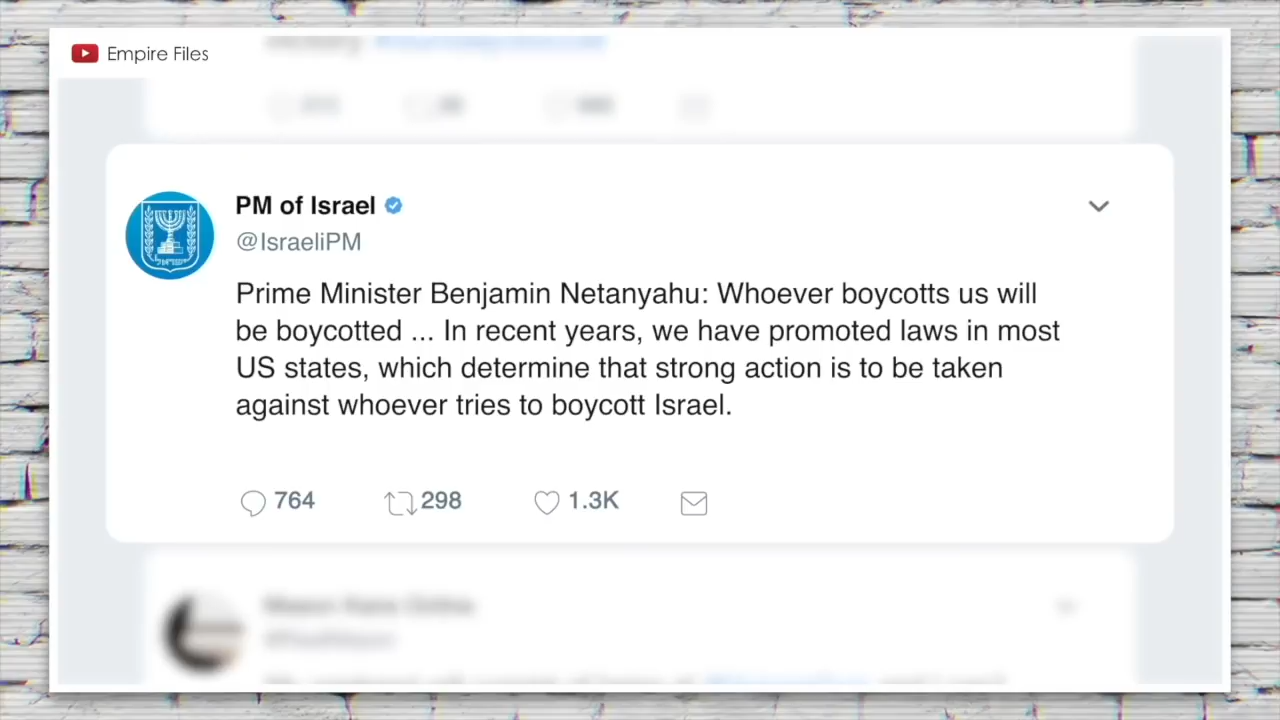 Empire Files
PM of Israel
@IsraeliPM
Prime Minister Benjamin Netanyahu: Whoever boycotts us will
be boycotted ... In recent years, we have promoted laws in most
US states, which determine that strong action is to be taken
against whoever tries to boycott Israel.
764 298 1.3K